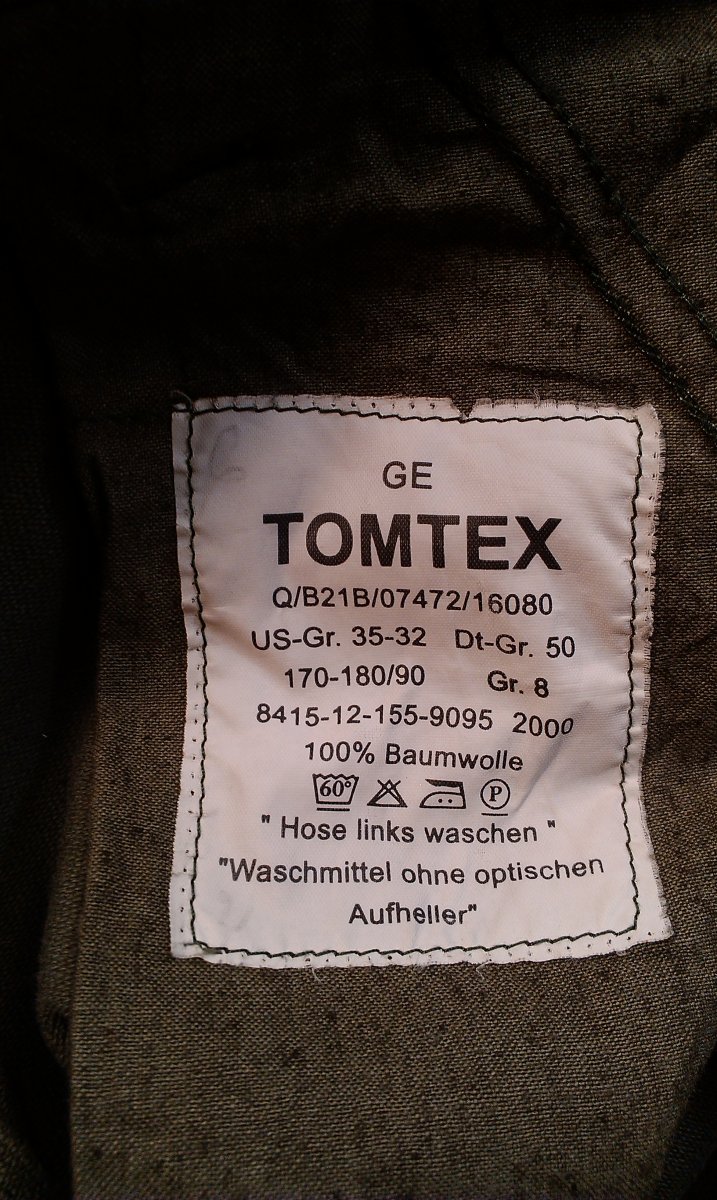 GE
TOMTEX
Q/B21B/07472/16080
US-Gr. 35-32 Dt-Gr. 50
170-180/90 Gr. 8
8415-12-155-9095 2000
100% Baumwolle
60° P
" Hose links waschen "
"Waschmittel ohne optischen
Aufheller"